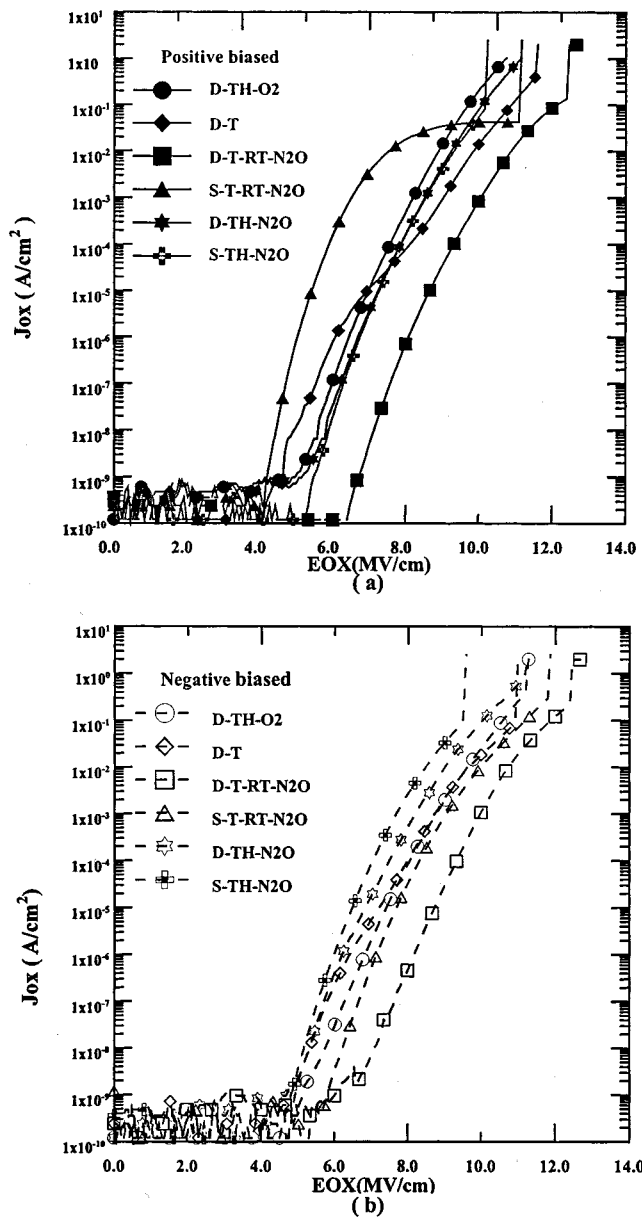 Positive biased
D-TH-O2
D-T
D-T-RT-N2O
S-T-RT-N2O
D-TH-N2O
S-TH-N2O
Jox ( A/cm²)
1x10¹
1x10⁰
1x10⁻¹
1x10⁻²
1x10⁻³
1x10⁻⁴
1x10⁻⁵
1x10⁻⁶
1x10⁻⁷
1x10⁻⁸
1x10⁻⁹
1x10⁻¹⁰
0.0 2.0 4.0 6.0 8.0 10.0 12.0 14.0
EOX(MV/cm)
( a )
Negative biased
D-TH-O2
D-T
D-T-RT-N2O
S-T-RT-N2O
D-TH-N2O
S-TH-N2O
Jox ( A/cm²)
1x10¹
1x10⁰
1x10⁻¹
1x10⁻²
1x10⁻³
1x10⁻⁴
1x10⁻⁵
1x10⁻⁶
1x10⁻⁷
1x10⁻⁸
1x10⁻⁹
1x10⁻¹⁰
0.0 2.0 4.0 6.0 8.0 10.0 12.0 14.0
EOX(MV/cm)
( b )